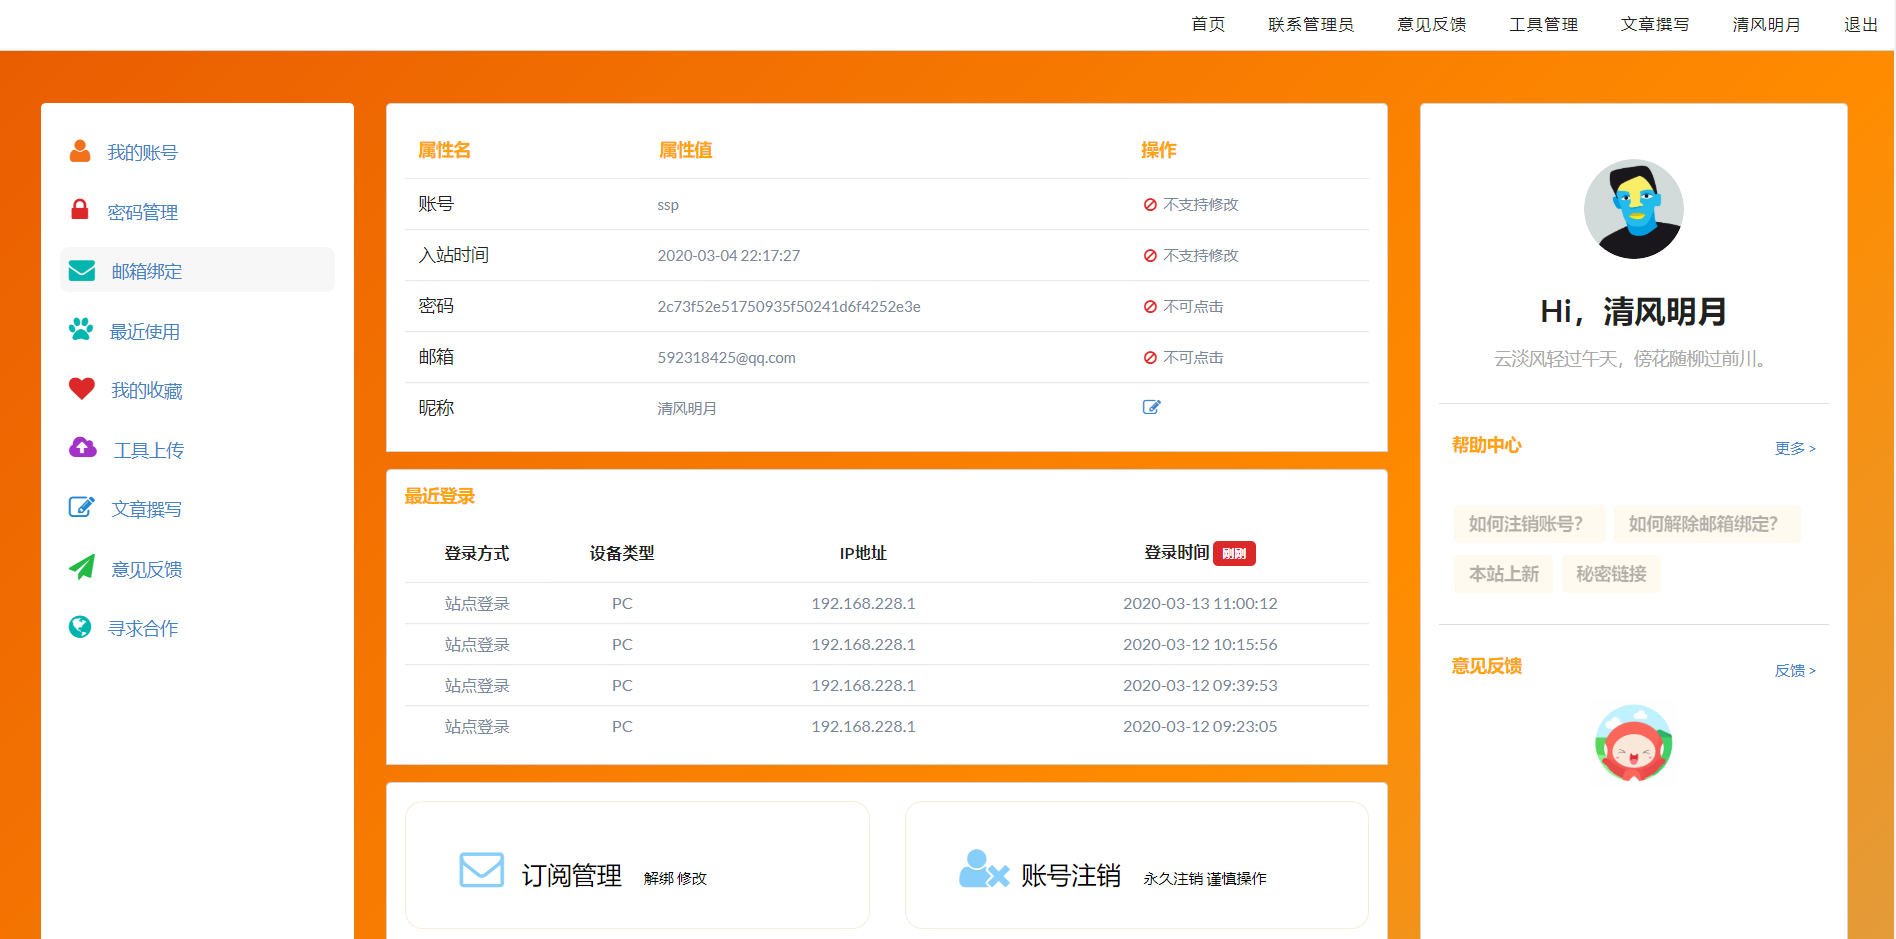 首页 联系管理员 意见反馈 工具管理 文章撰写 清风明月 退出
我的账号
密码管理
邮箱绑定
最近使用
我的收藏
工具上传
文章撰写
意见反馈
寻求合作
属性名 属性值 操作
账号 ssp 不支持修改
入站时间 2020-03-04 22:17:27 不支持修改
密码 2c73f52e51750935f50241d6f4252e3e 不可点击
邮箱 592318425@qq.com 不可点击
昵称 清风明月
最近登录
登录方式 设备类型 IP地址 登录时间 刚刚
站点登录 PC 192.168.228.1 2020-03-13 11:00:12
站点登录 PC 192.168.228.1 2020-03-12 10:15:56
站点登录 PC 192.168.228.1 2020-03-12 09:39:53
站点登录 PC 192.168.228.1 2020-03-12 09:23:05
订阅管理 解绑 修改
账号注销 永久注销 谨慎操作
Hi，清风明月
云淡风轻过午天，傍花随柳过前川。
帮助中心 更多 >
如何注销账号？ 如何解除邮箱绑定？
本站上新 秘密链接
意见反馈 反馈 >